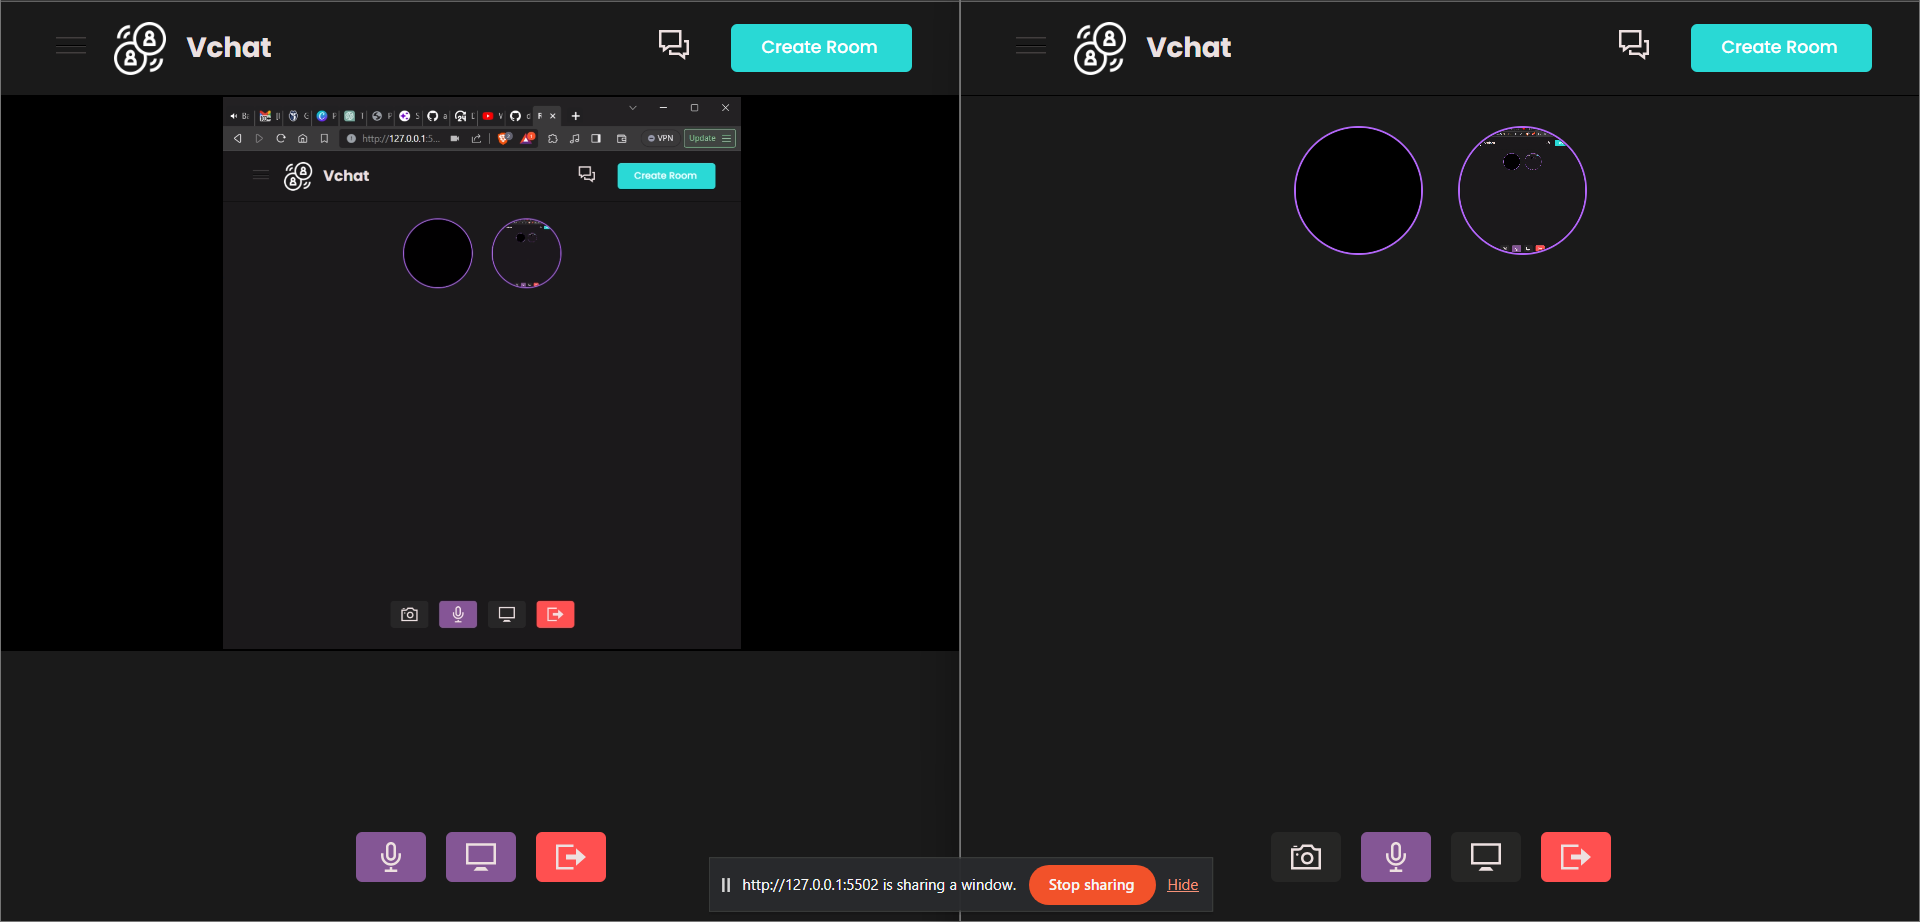 Vchat
Create Room
Vchat
Create Room
http://127.0.0.1:5...
VPN
Update
Vchat
Create Room
http://127.0.0.1:5502 is sharing a window.
Stop sharing
Hide